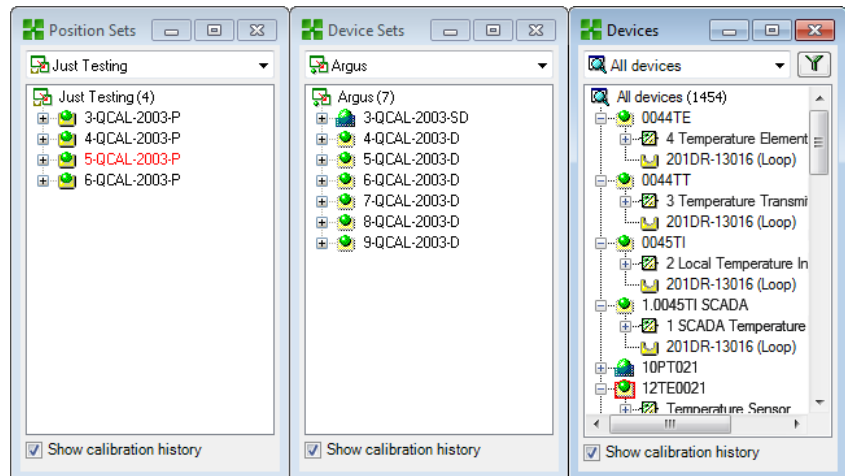 Position Sets
Just Testing
Just Testing (4)
3-QCAL-2003-P
4-QCAL-2003-P
5-QCAL-2003-P
6-QCAL-2003-P
Show calibration history
Device Sets
Argus
Argus (7)
3-QCAL-2003-SD
4-QCAL-2003-D
5-QCAL-2003-D
6-QCAL-2003-D
7-QCAL-2003-D
8-QCAL-2003-D
9-QCAL-2003-D
Show calibration history
Devices
All devices
All devices (1454)
0044TE
4 Temperature Element
201DR-13016 (Loop)
0044TT
3 Temperature Transmi
201DR-13016 (Loop)
0045TI
2 Local Temperature In
201DR-13016 (Loop)
1.0045TI SCADA
1 SCADA Temperature
201DR-13016 (Loop)
10PT021
12TE0021
Temperature Sensor
Show calibration history